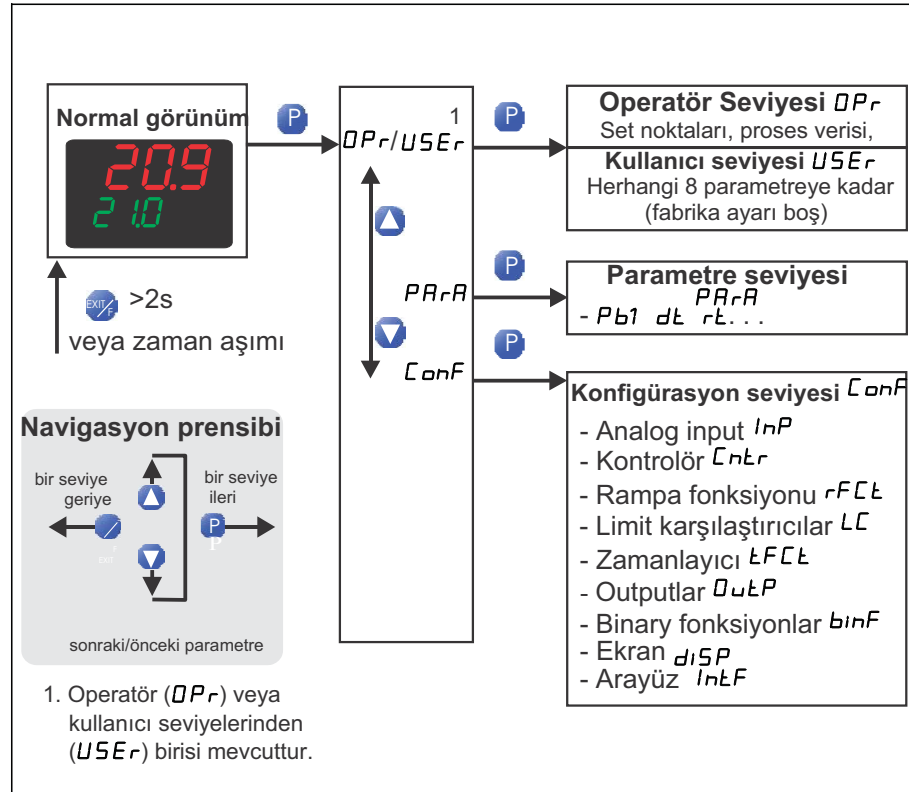 Normal görünüm
20.9
21.0
P
EXIT/F >2s
veya zaman aşımı
1
OPr/USEr
PArA
ConF
P
P
P
Operatör Seviyesi OPr
Set noktaları, proses verisi,
Kullanıcı seviyesi USEr
Herhangi 8 parametreye kadar
(fabrika ayarı boş)
Parametre seviyesi
PArA
- Pb1 dt rt...
Konfigürasyon seviyesi ConF
- Analog input InP
- Kontrolör Cntr
- Rampa fonksiyonu rFCt
- Limit karşılaştırıcılar LC
- Zamanlayıcı tFCt
- Outputlar OutP
- Binary fonksiyonlar binF
- Ekran diSP
- Arayüz IntF
Navigasyon prensibi
bir seviye
geriye
EXIT
bir seviye
ileri
P
P
sonraki/önceki parametre
1. Operatör (OPr) veya
kullanıcı seviyelerinden
(USEr) birisi mevcuttur.